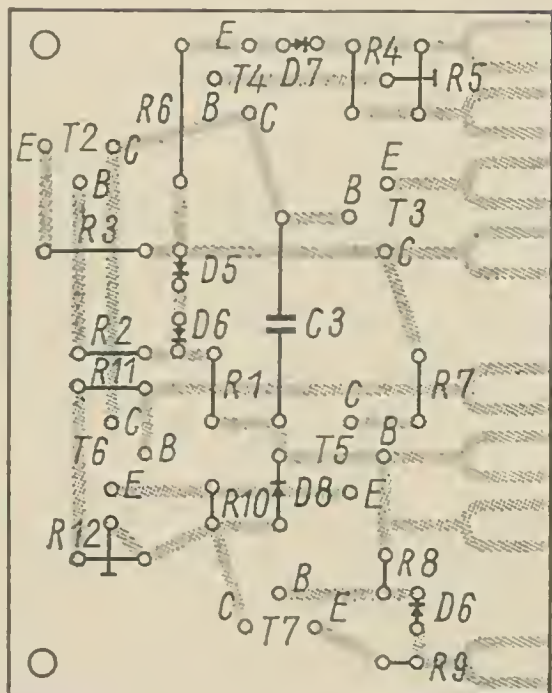 E D7 R4
R6 B T4 C R5
E T2 C
B E
B T3
R3 C
D5
D6 C3
R2
R11 R1 R7
C C
T6 B T5 B
E R10 D8 E
R12
B R8
C T7 E D6
R9